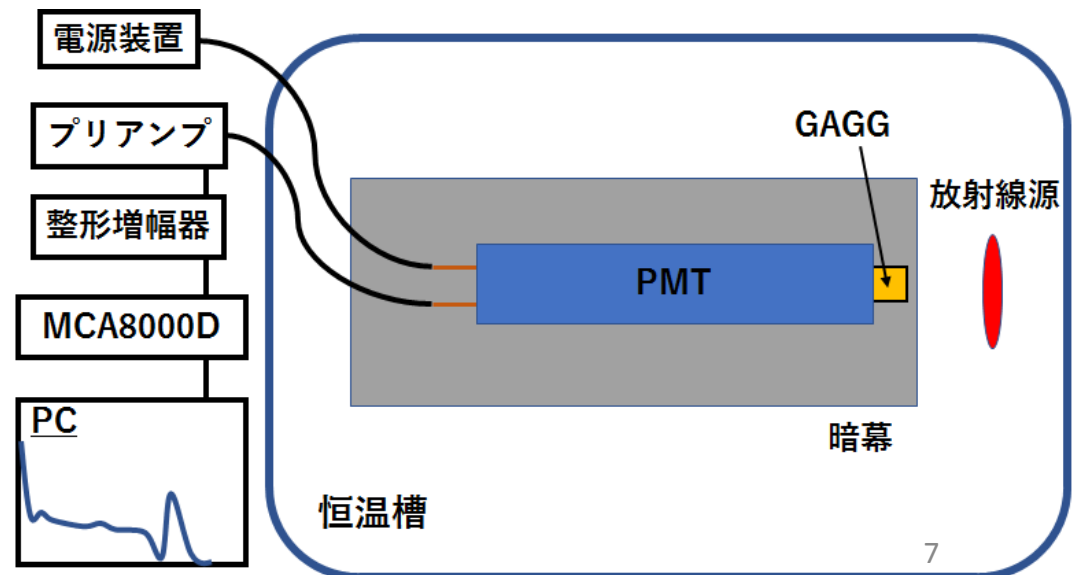 電源装置
プリアンプ
整形増幅器
MCA8000D
PC
GAGG
放射線源
PMT
暗幕
恒温槽
7